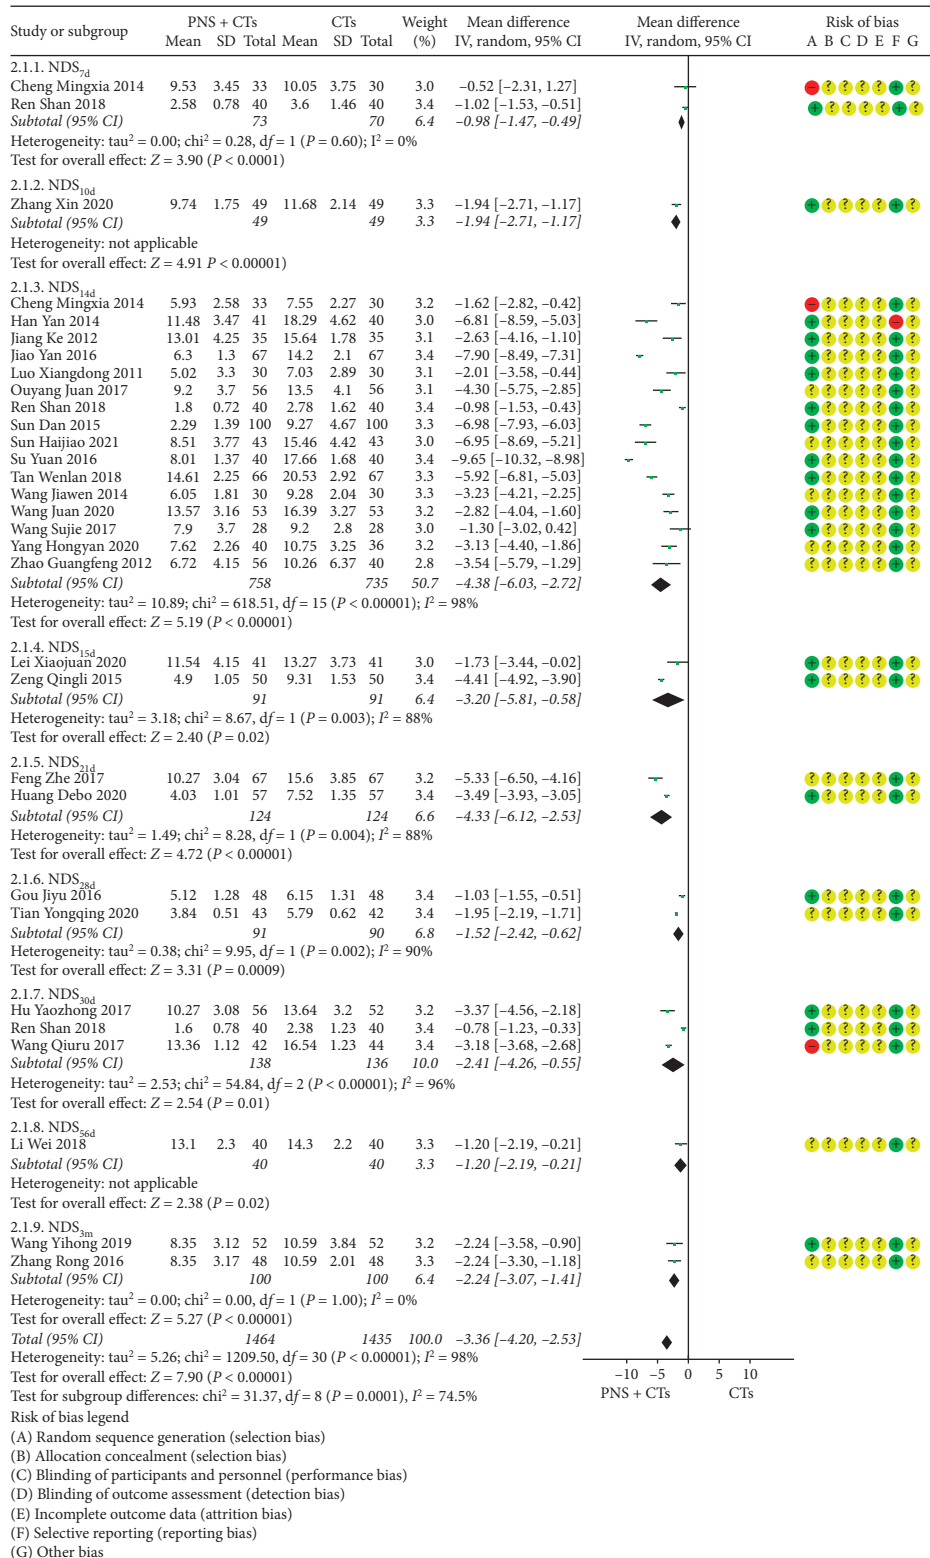 Study or subgroup PNS + CTs CTs Weight Mean difference Mean difference Risk of bias
Mean SD Total Mean SD Total (%) IV, random, 95% CI IV, random, 95% CI A B C D E F G
2.1.1. NDS7d
Cheng Mingxia 2014 9.53 3.45 33 10.05 3.75 30 3.0 −0.52 [−2.31, 1.27] − ? ? ? ? + ?
Ren Shan 2018 2.58 0.78 40 3.6 1.46 40 3.4 −1.02 [−1.53, −0.51] + ? ? ? ? + ?
Subtotal (95% CI) 73 70 6.4 −0.98 [−1.47, −0.49]
Heterogeneity: tau² = 0.00; chi² = 0.28, df = 1 (P = 0.60); I² = 0%
Test for overall effect: Z = 3.90 (P < 0.0001)
2.1.2. NDS10d
Zhang Xin 2020 9.74 1.75 49 11.68 2.14 49 3.3 −1.94 [−2.71, −1.17] + ? ? ? ? + ?
Subtotal (95% CI) 49 49 3.3 −1.94 [−2.71, −1.17]
Heterogeneity: not applicable
Test for overall effect: Z = 4.91 P < 0.00001)
2.1.3. NDS14d
Cheng Mingxia 2014 5.93 2.58 33 7.55 2.27 30 3.2 −1.62 [−2.82, −0.42] − ? ? ? ? + ?
Han Yan 2014 11.48 3.47 41 18.29 4.62 40 3.0 −6.81 [−8.59, −5.03] + ? ? ? ? − ?
Jiang Ke 2012 13.01 4.25 35 15.64 1.78 35 3.1 −2.63 [−4.16, −1.10] + ? ? ? ? + ?
Jiao Yan 2016 6.3 1.3 67 14.2 2.1 67 3.4 −7.90 [−8.49, −7.31] + ? ? ? ? + ?
Luo Xiangdong 2011 5.02 3.3 30 7.03 2.89 30 3.1 −2.01 [−3.58, −0.44] + ? ? ? ? + ?
Ouyang Juan 2017 9.2 3.7 56 13.5 4.1 56 3.1 −4.30 [−5.75, −2.85] ? ? ? ? ? + ?
Ren Shan 2018 1.8 0.72 40 2.78 1.62 40 3.4 −0.98 [−1.53, −0.43] + ? ? ? ? + ?
Sun Dan 2015 2.29 1.39 100 9.27 4.67 100 3.3 −6.98 [−7.93, −6.03] + ? ? ? ? + ?
Sun Haijiao 2021 8.51 3.77 43 15.46 4.42 43 3.0 −6.95 [−8.69, −5.21] ? ? ? ? ? + ?
Su Yuan 2016 8.01 1.37 40 17.66 1.68 40 3.4 −9.65 [−10.32, −8.98] + ? ? ? ? + ?
Tan Wenlan 2018 14.61 2.25 66 20.53 2.92 67 3.3 −5.92 [−6.81, −5.03] + ? ? ? ? + ?
Wang Jiawen 2014 6.05 1.81 30 9.28 2.04 30 3.3 −3.23 [−4.21, −2.25] ? ? ? ? ? + ?
Wang Juan 2020 13.57 3.16 53 16.39 3.27 53 3.2 −2.82 [−4.04, −1.60] + ? ? ? ? + ?
Wang Sujie 2017 7.9 3.7 28 9.2 2.8 28 3.0 −1.30 [−3.02, 0.42] + ? ? ? ? + ?
Yang Hongyan 2020 7.62 2.26 40 10.75 3.25 36 3.2 −3.13 [−4.40, −1.86] ? ? ? ? ? + ?
Zhao Guangfeng 2012 6.72 4.15 56 10.26 6.37 40 2.8 −3.54 [−5.79, −1.29] ? ? ? ? ? + ?
Subtotal (95% CI) 758 735 50.7 −4.38 [−6.03, −2.72]
Heterogeneity: tau² = 10.89; chi² = 618.51, df = 15 (P < 0.00001); I² = 98%
Test for overall effect: Z = 5.19 (P < 0.00001)
2.1.4. NDS15d
Lei Xiaojuan 2020 11.54 4.15 41 13.27 3.73 41 3.0 −1.73 [−3.44, −0.02] + ? ? ? ? + ?
Zeng Qingli 2015 4.9 1.05 50 9.31 1.53 50 3.4 −4.41 [−4.92, −3.90] + ? ? ? ? + ?
Subtotal (95% CI) 91 91 6.4 −3.20 [−5.81, −0.58]
Heterogeneity: tau² = 3.18; chi² = 8.67, df = 1 (P = 0.003); I² = 88%
Test for overall effect: Z = 2.40 (P = 0.02)
2.1.5. NDS21d
Feng Zhe 2017 10.27 3.04 67 15.6 3.85 67 3.2 −5.33 [−6.50, −4.16] ? ? ? ? ? + ?
Huang Debo 2020 4.03 1.01 57 7.52 1.35 57 3.4 −3.49 [−3.93, −3.05] + ? ? ? ? + ?
Subtotal (95% CI) 124 124 6.6 −4.33 [−6.12, −2.53]
Heterogeneity: tau² = 1.49; chi² = 8.28, df = 1 (P = 0.004); I² = 88%
Test for overall effect: Z = 4.72 (P < 0.00001)
2.1.6. NDS28d
Gou Jiyu 2016 5.12 1.28 48 6.15 1.31 48 3.4 −1.03 [−1.55, −0.51] + ? ? ? ? + ?
Tian Yongqing 2020 3.84 0.51 43 5.79 0.62 42 3.4 −1.95 [−2.19, −1.71] ? ? ? ? ? + ?
Subtotal (95% CI) 91 90 6.8 −1.52 [−2.42, −0.62]
Heterogeneity: tau² = 0.38; chi² = 9.95, df = 1 (P = 0.002); I² = 90%
Test for overall effect: Z = 3.31 (P = 0.0009)
2.1.7. NDS30d
Hu Yaozhong 2017 10.27 3.08 56 13.64 3.2 52 3.2 −3.37 [−4.56, −2.18] + ? ? ? ? + ?
Ren Shan 2018 1.6 0.78 40 2.38 1.23 40 3.4 −0.78 [−1.23, −0.33] + ? ? ? ? + ?
Wang Qiuru 2017 13.36 1.12 42 16.54 1.23 44 3.4 −3.18 [−3.68, −2.68] − ? ? ? ? + ?
Subtotal (95% CI) 138 136 10.0 −2.41 [−4.26, −0.55]
Heterogeneity: tau² = 2.53; chi² = 54.84, df = 2 (P < 0.00001); I² = 96%
Test for overall effect: Z = 2.54 (P = 0.01)
2.1.8. NDS56d
Li Wei 2018 13.1 2.3 40 14.3 2.2 40 3.3 −1.20 [−2.19, −0.21] ? ? ? ? ? + ?
Subtotal (95% CI) 40 40 3.3 −1.20 [−2.19, −0.21]
Heterogeneity: not applicable
Test for overall effect: Z = 2.38 (P = 0.02)
2.1.9. NDS3m
Wang Yihong 2019 8.35 3.12 52 10.59 3.84 52 3.2 −2.24 [−3.58, −0.90] + ? ? ? ? + ?
Zhang Rong 2016 8.35 3.17 48 10.59 2.01 48 3.3 −2.24 [−3.30, −1.18] ? ? ? ? ? + ?
Subtotal (95% CI) 100 100 6.4 −2.24 [−3.07, −1.41]
Heterogeneity: tau² = 0.00; chi² = 0.00, df = 1 (P = 1.00); I² = 0%
Test for overall effect: Z = 5.27 (P < 0.00001)
Total (95% CI) 1464 1435 100.0 −3.36 [−4.20, −2.53]
Heterogeneity: tau² = 5.26; chi² = 1209.50, df = 30 (P < 0.00001); I² = 98%
Test for overall effect: Z = 7.90 (P < 0.00001)
Test for subgroup differences: chi² = 31.37, df = 8 (P = 0.0001), I² = 74.5%
−10 −5 0 5 10
PNS + CTs CTs
Risk of bias legend
(A) Random sequence generation (selection bias)
(B) Allocation concealment (selection bias)
(C) Blinding of participants and personnel (performance bias)
(D) Blinding of outcome assessment (detection bias)
(E) Incomplete outcome data (attrition bias)
(F) Selective reporting (reporting bias)
(G) Other bias